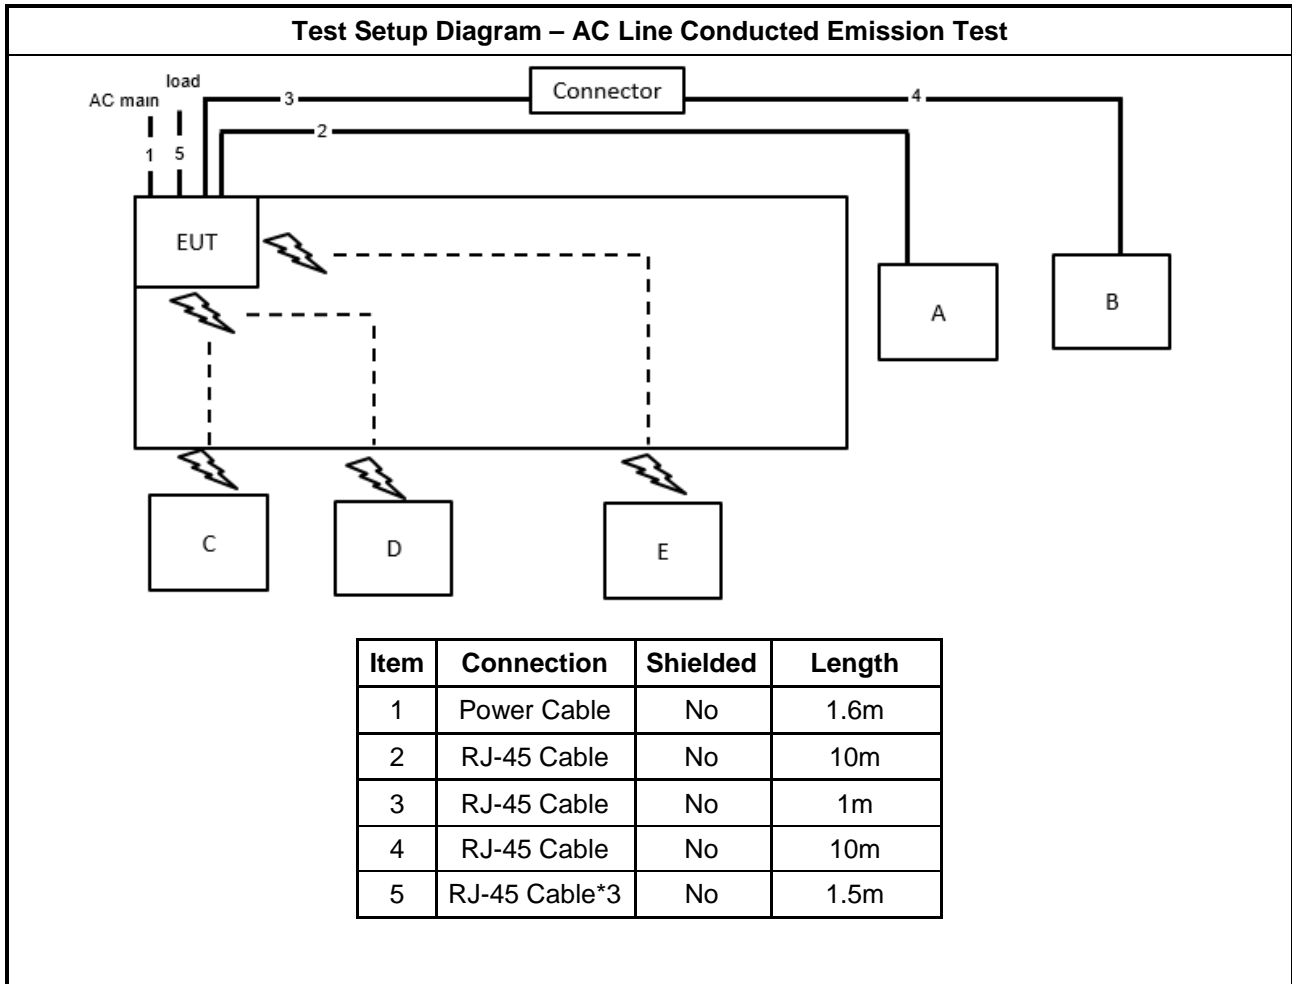 Test Setup Diagram – AC Line Conducted Emission Test
load
AC main
3
Connector
4
2
1
5
EUT
A
B
C
D
E
Item Connection Shielded Length
1 Power Cable No 1.6m
2 RJ-45 Cable No 10m
3 RJ-45 Cable No 1m
4 RJ-45 Cable No 10m
5 RJ-45 Cable*3 No 1.5m